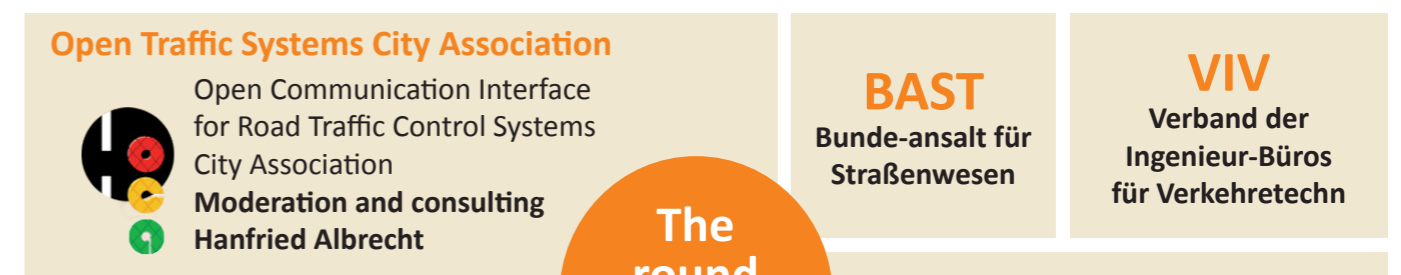 Open Traffic Systems City Association
Open Communication Interface
for Road Traffic Control Systems
City Association
Moderation and consulting
Hanfried Albrecht
The
round
BAST
Bunde-ansalt für
Straßenwesen
VIV
Verband der
Ingenieur-Büros
für Verkehretechn